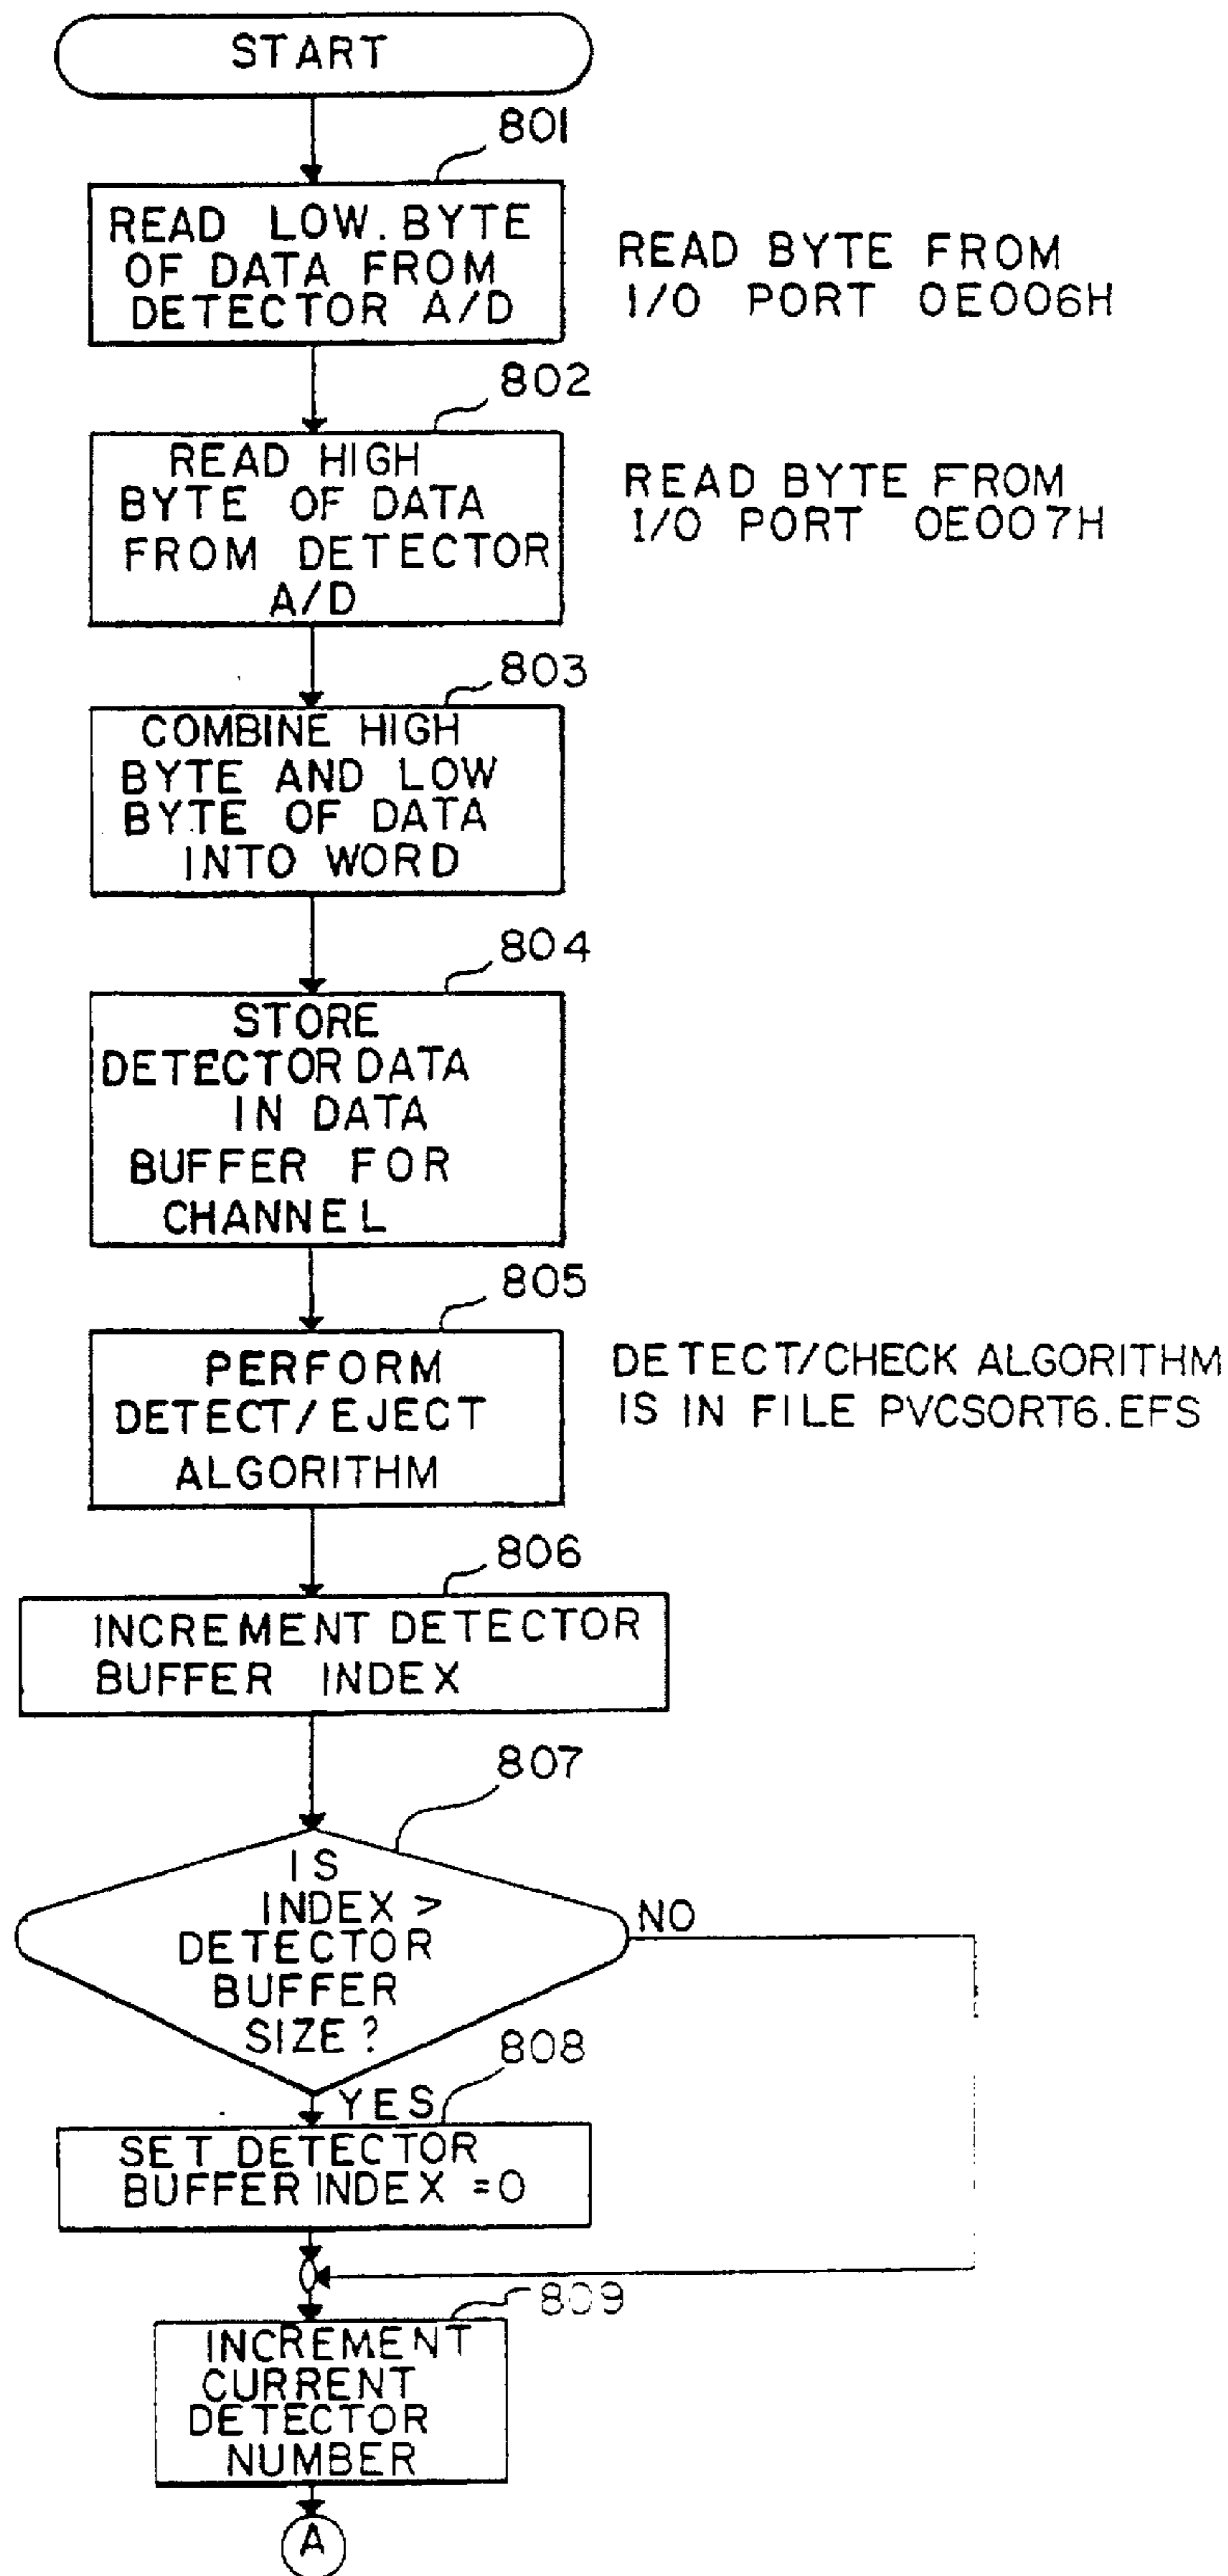 START
801
READ LOW. BYTE
OF DATA FROM
DETECTOR A/D
READ BYTE FROM
I/O PORT 0E006H
802
READ HIGH
BYTE OF DATA
FROM DETECTOR
A/D
READ BYTE FROM
I/O PORT 0E007H
803
COMBINE HIGH
BYTE AND LOW
BYTE OF DATA
INTO WORD
804
STORE
DETECTOR DATA
IN DATA
BUFFER FOR
CHANNEL
805
PERFORM
DETECT/EJECT
ALGORITHM
DETECT/CHECK ALGORITHM
IS IN FILE PVCSORT6.EFS
806
INCREMENT DETECTOR
BUFFER INDEX
807
IS
INDEX >
DETECTOR
BUFFER
SIZE?
NO
YES
808
SET DETECTOR
BUFFER INDEX =0
809
INCREMENT
CURRENT
DETECTOR
NUMBER
A